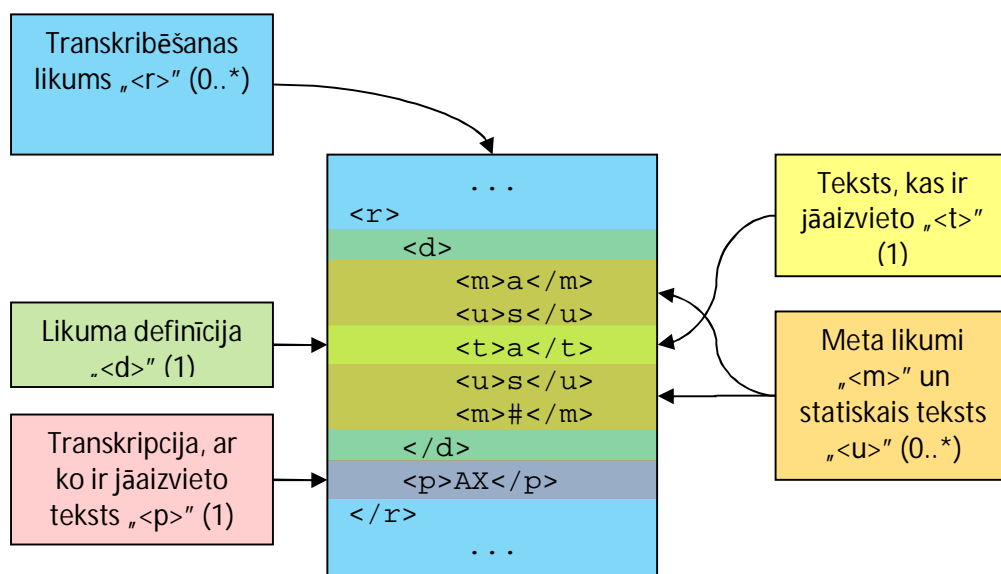 Transkribēšanas
likums „<r>” (0..*)
...
<r>
<d>
<m>a</m>
<u>s</u>
<t>a</t>
<u>s</u>
<m>#</m>
</d>
<p>AX</p>
</r>
...
Likuma definīcija
„<d>” (1)
Transkripcija, ar
ko ir jāaizvieto
teksts „<p>” (1)
Teksts, kas ir
jāaizvieto „<t>”
(1)
Meta likumi
„<m>” un
statiskais teksts
„<u>” (0..*)